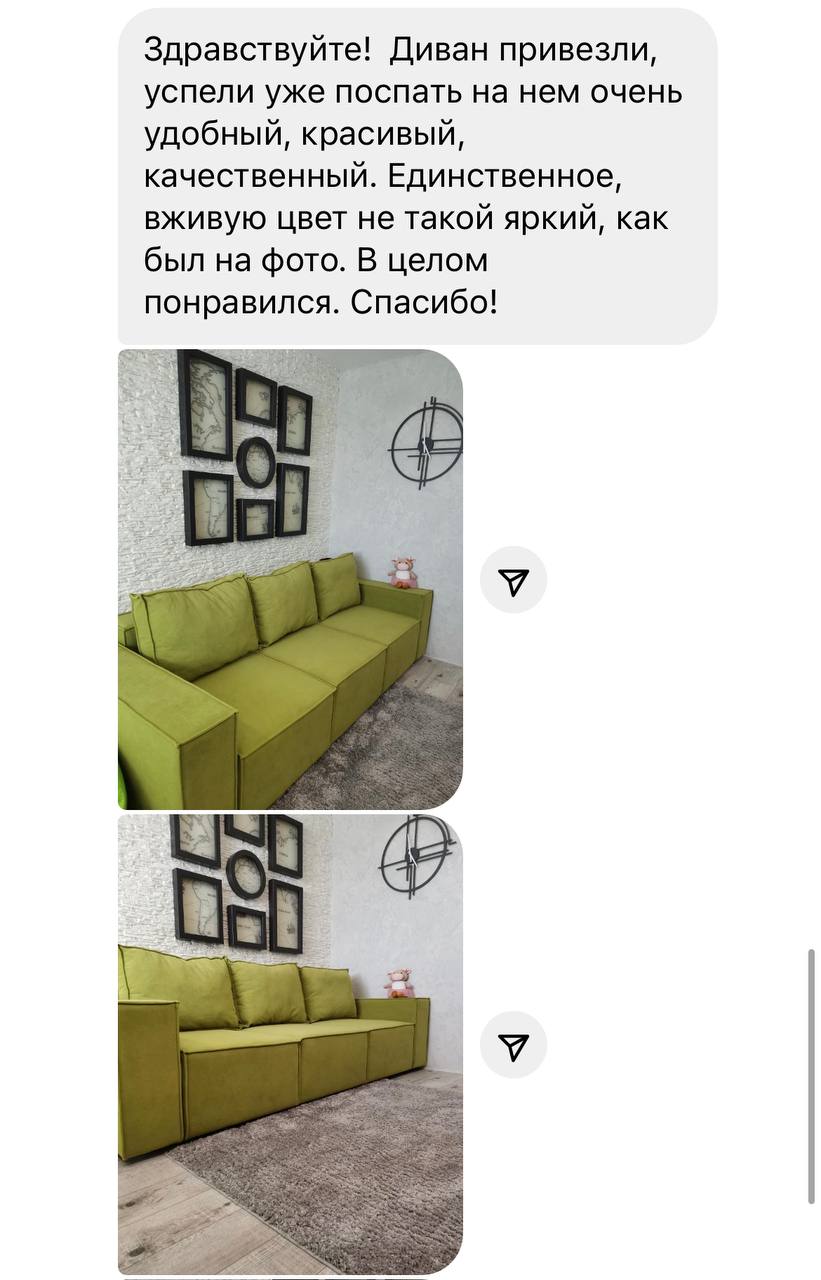 Здравствуйте!  Диван привезли,
успели уже поспать на нем очень
удобный, красивый,
качественный. Единственное,
вживую цвет не такой яркий, как
был на фото. В целом
понравился. Спасибо!